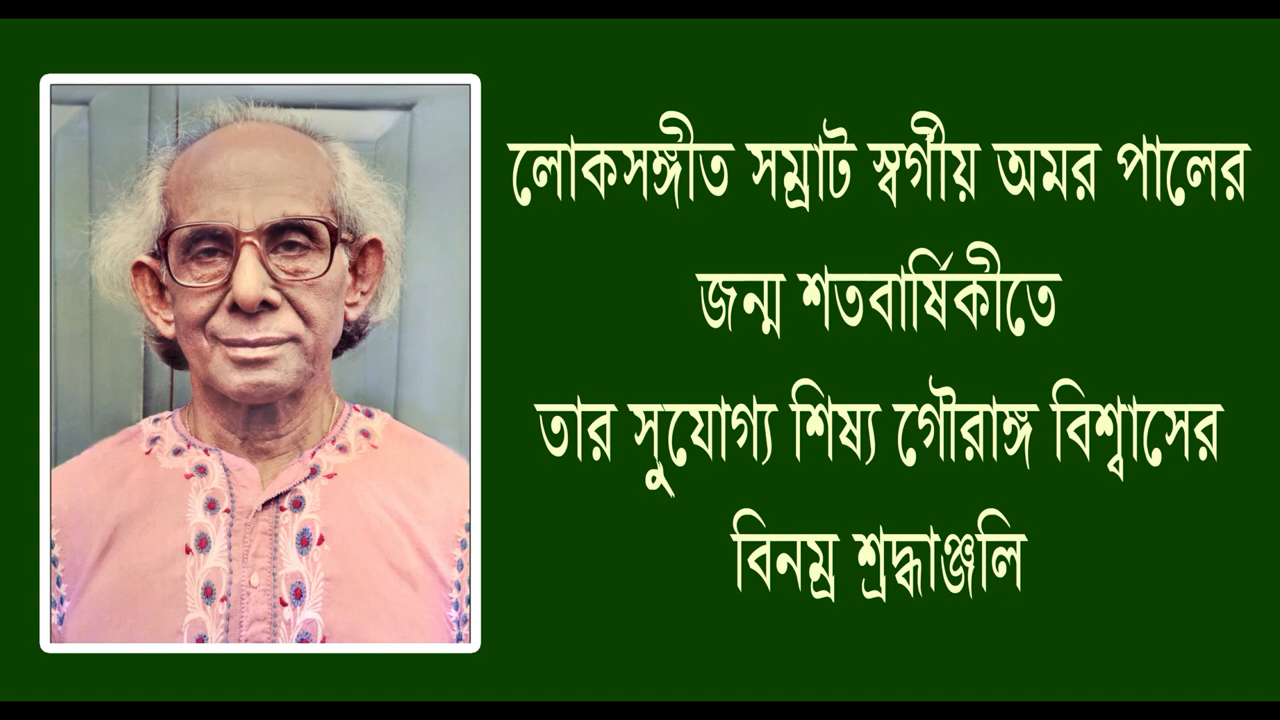 লোকসঙ্গীত সম্রাট স্বর্গীয় অমর পালের
জন্ম শতবার্ষিকীতে
তার সুযোগ্য শিষ্য গৌরাঙ্গ বিশ্বাসের
বিনম্র শ্রদ্ধাঞ্জলি